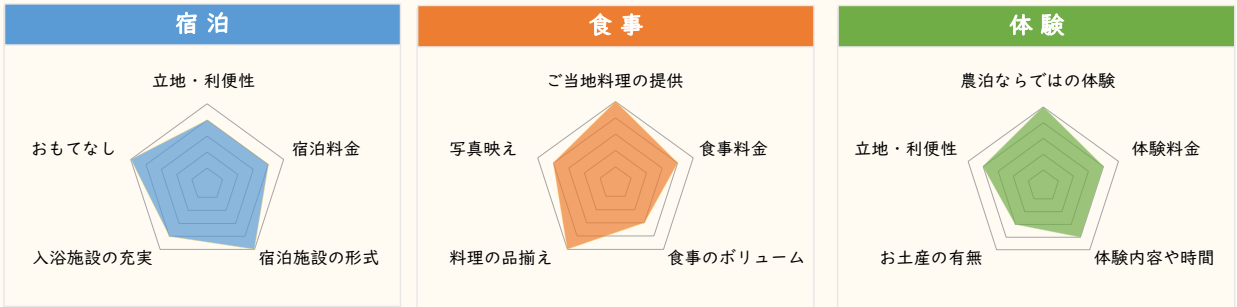 宿泊
立地・利便性
おもてなし
宿泊料金
入浴施設の充実
宿泊施設の形式
食事
ご当地料理の提供
写真映え
食事料金
料理の品揃え
食事のボリューム
体験
農泊ならではの体験
立地・利便性
体験料金
お土産の有無
体験内容や時間